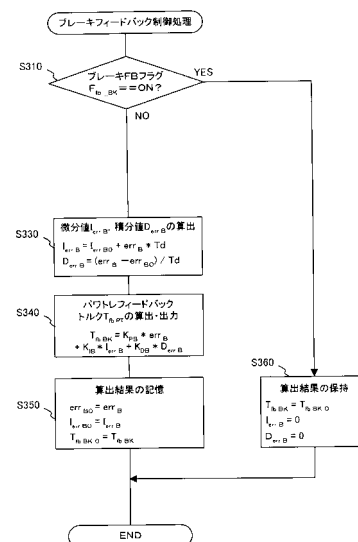 ブレーキフィードバック制御処理
S310
ブレーキFBフラグ
F_fb_BK==ON?
YES
NO
S330
微分値I_err_B, 積分値D_err_Bの算出
I_err_B = I_err_B0 + err_B * Td
D_err_B = (err_B − err_B0) / Td
S340
パワトレフィードバック
トルクT_fb_PTの算出・出力
T_fb_BK = K_PB * err_B
+ K_IB * I_err_B + K_DB * D_err_B
S350
算出結果の記憶
err_B0 = err_B
I_err_B0 = I_err_B
T_fb_BK_0 = T_fb_BK
S360
算出結果の保持
T_fb_BK = T_fb_BK_0
I_err_B = 0
D_err_B = 0
END